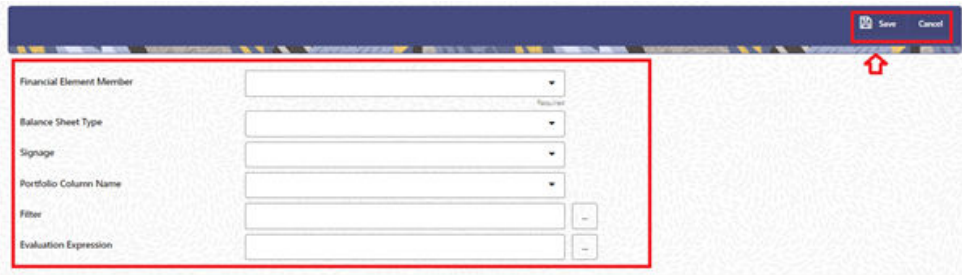 Save Cancel
Financial Element Member
Required
Balance Sheet Type
Signage
Portfolio Column Name
Filter
...
Evaluation Expression
...